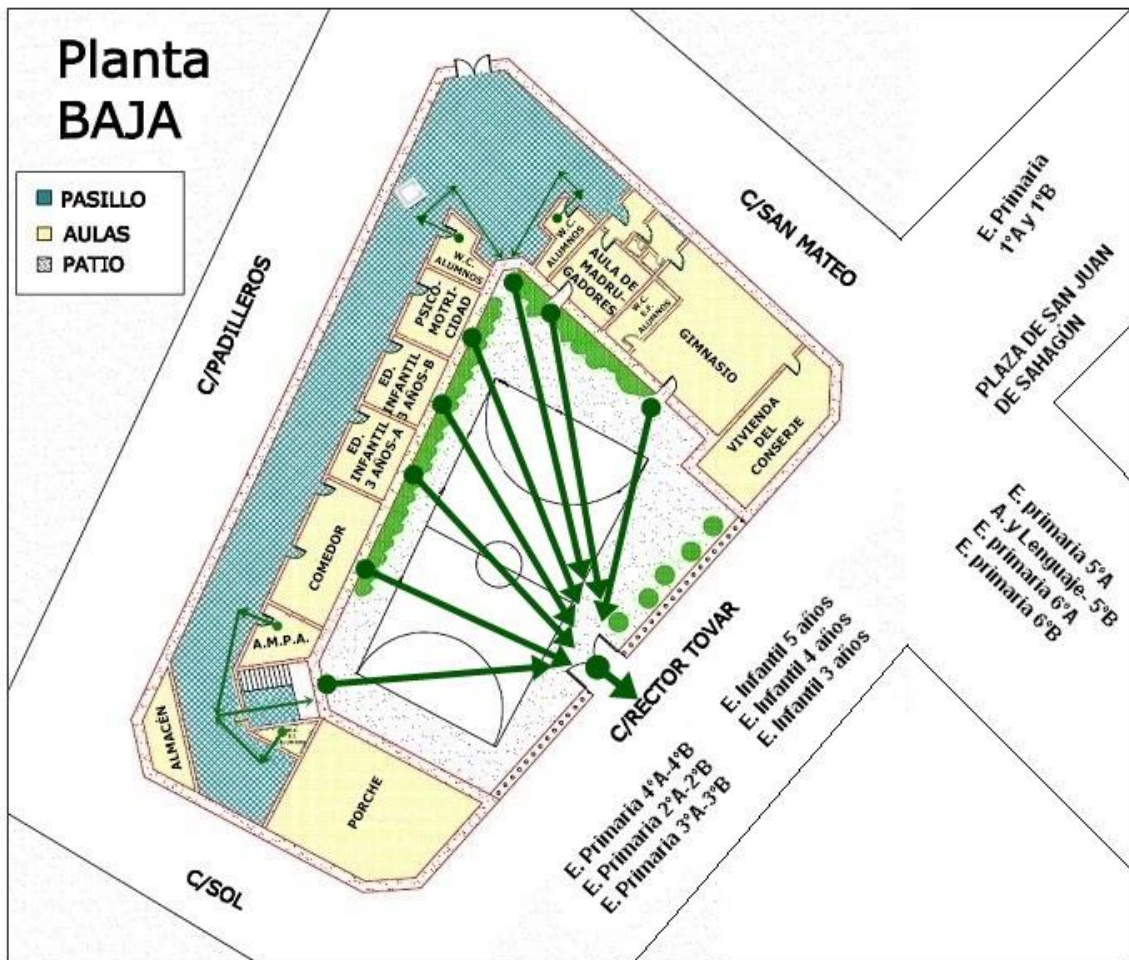 Planta
BAJA
PASILLO
AULAS
PATIO
C/PADILLEROS
C/SAN MATEO
E. Primaria
1ºA y 1ºB
PLAZA DE SAN JUAN
DE SAHAGÚN
W.C.
ALUMNOS
PSICO-
MOTRI-
CIDAD
ED.
INFANTIL
3 AÑOS-B
ED.
INFANTIL
3 AÑOS-A
COMEDOR
A.M.P.A.
ALMACÉN
PORCHE
W.C.
ALUMNOS
AULA DE
MADRU-
GADORES
W.C.
E.F.
ALUMNOS
GIMNASIO
VIVIENDA
DEL
CONSERJE
E. primaria 5ºA
A. y Lenguaje. 5ºB
E. primaria 6ºA
E. primaria 6ºB
C/RECTOR TOVAR
E. Infantil 5 años
E. Infantil 4 años
E. Infantil 3 años
E. Primaria 4ºA-4ºB
E. Primaria 2ºA-2ºB
E. Primaria 3ºA-3ºB
C/SOL